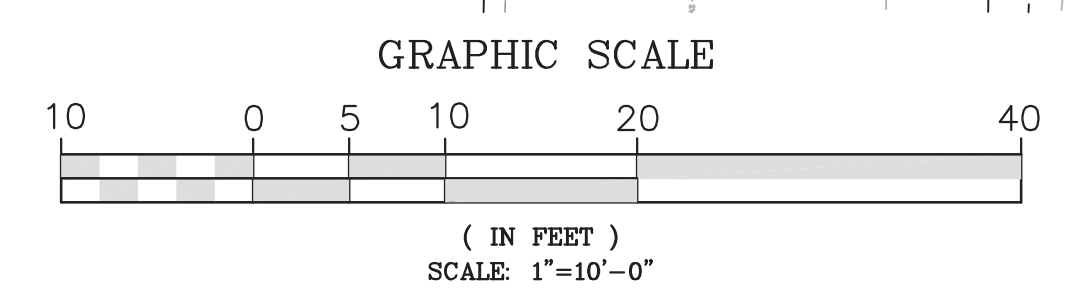 GRAPHIC SCALE
10 0 5 10 20 40
( IN FEET )
SCALE: 1"=10'-0"